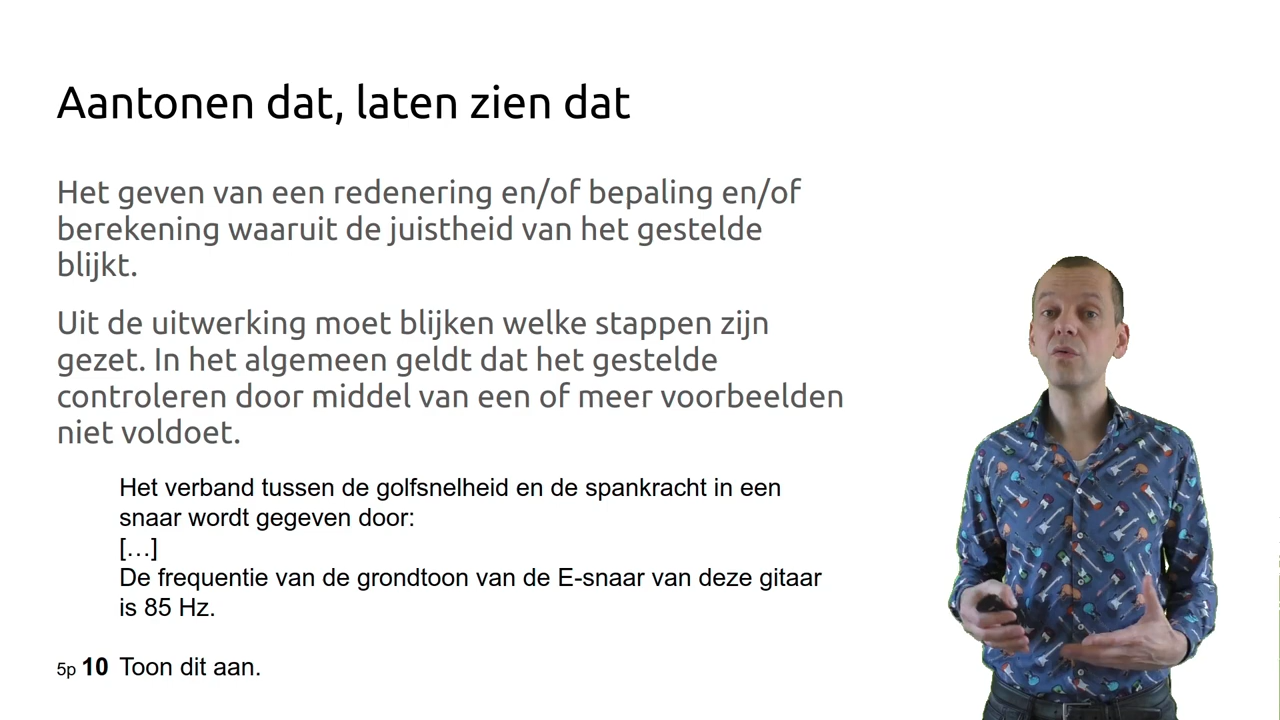 Aantonen dat, laten zien dat
Het geven van een redenering en/of bepaling en/of
berekening waaruit de juistheid van het gestelde
blijkt.
Uit de uitwerking moet blijken welke stappen zijn
gezet. In het algemeen geldt dat het gestelde
controleren door middel van een of meer voorbeelden
niet voldoet.
Het verband tussen de golfsnelheid en de spankracht in een
snaar wordt gegeven door:
[…]
De frequentie van de grondtoon van de E-snaar van deze gitaar
is 85 Hz.
5p 10 Toon dit aan.